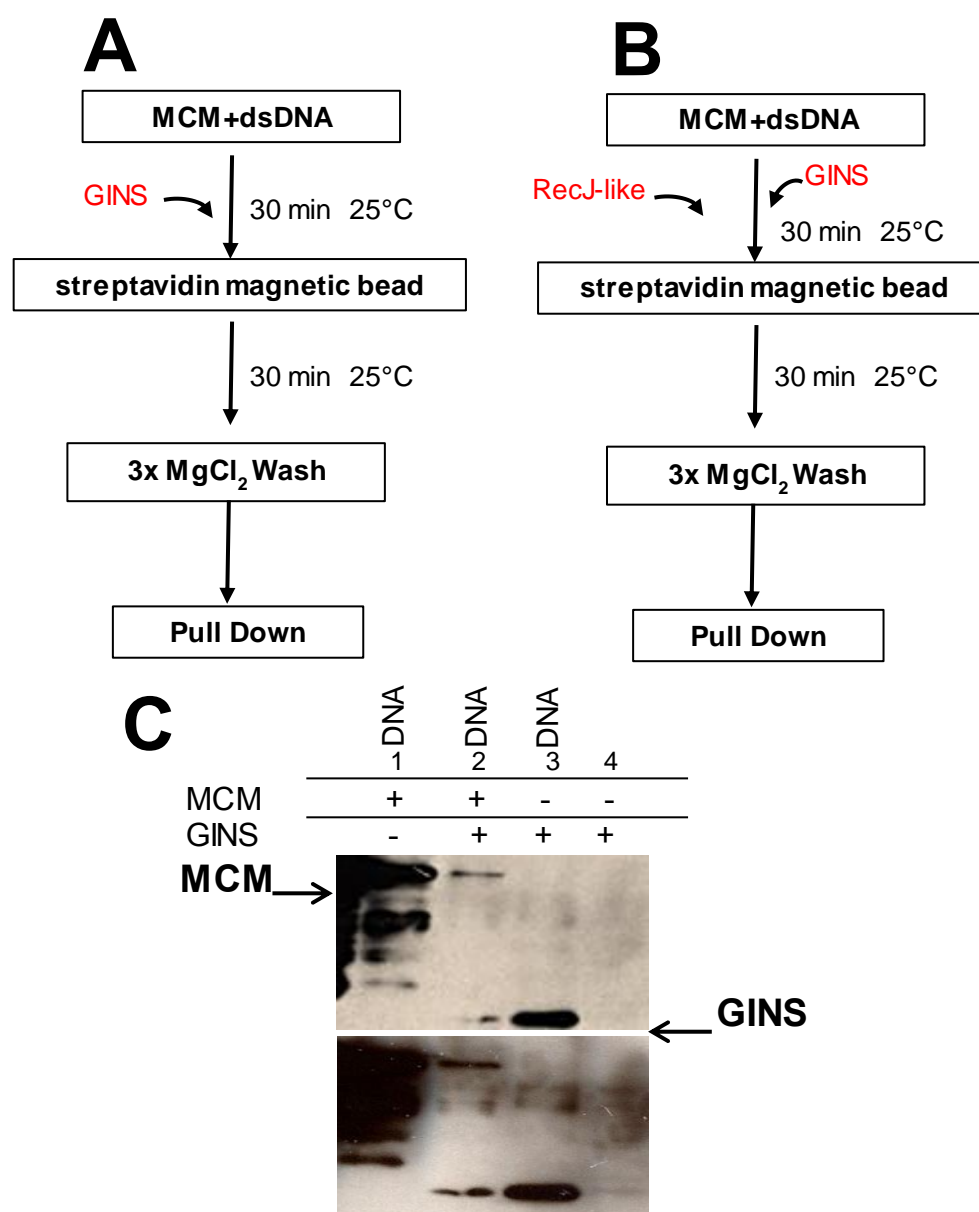 A
MCM+dsDNA
GINS
30 min 25°C
streptavidin magnetic bead
30 min 25°C
3x MgCl₂ Wash
Pull Down
B
MCM+dsDNA
RecJ-like
GINS
30 min 25°C
streptavidin magnetic bead
30 min 25°C
3x MgCl₂ Wash
Pull Down
C
DNA DNA DNA
1 2 3 4
MCM + + - -
GINS - + + +
MCM
GINS